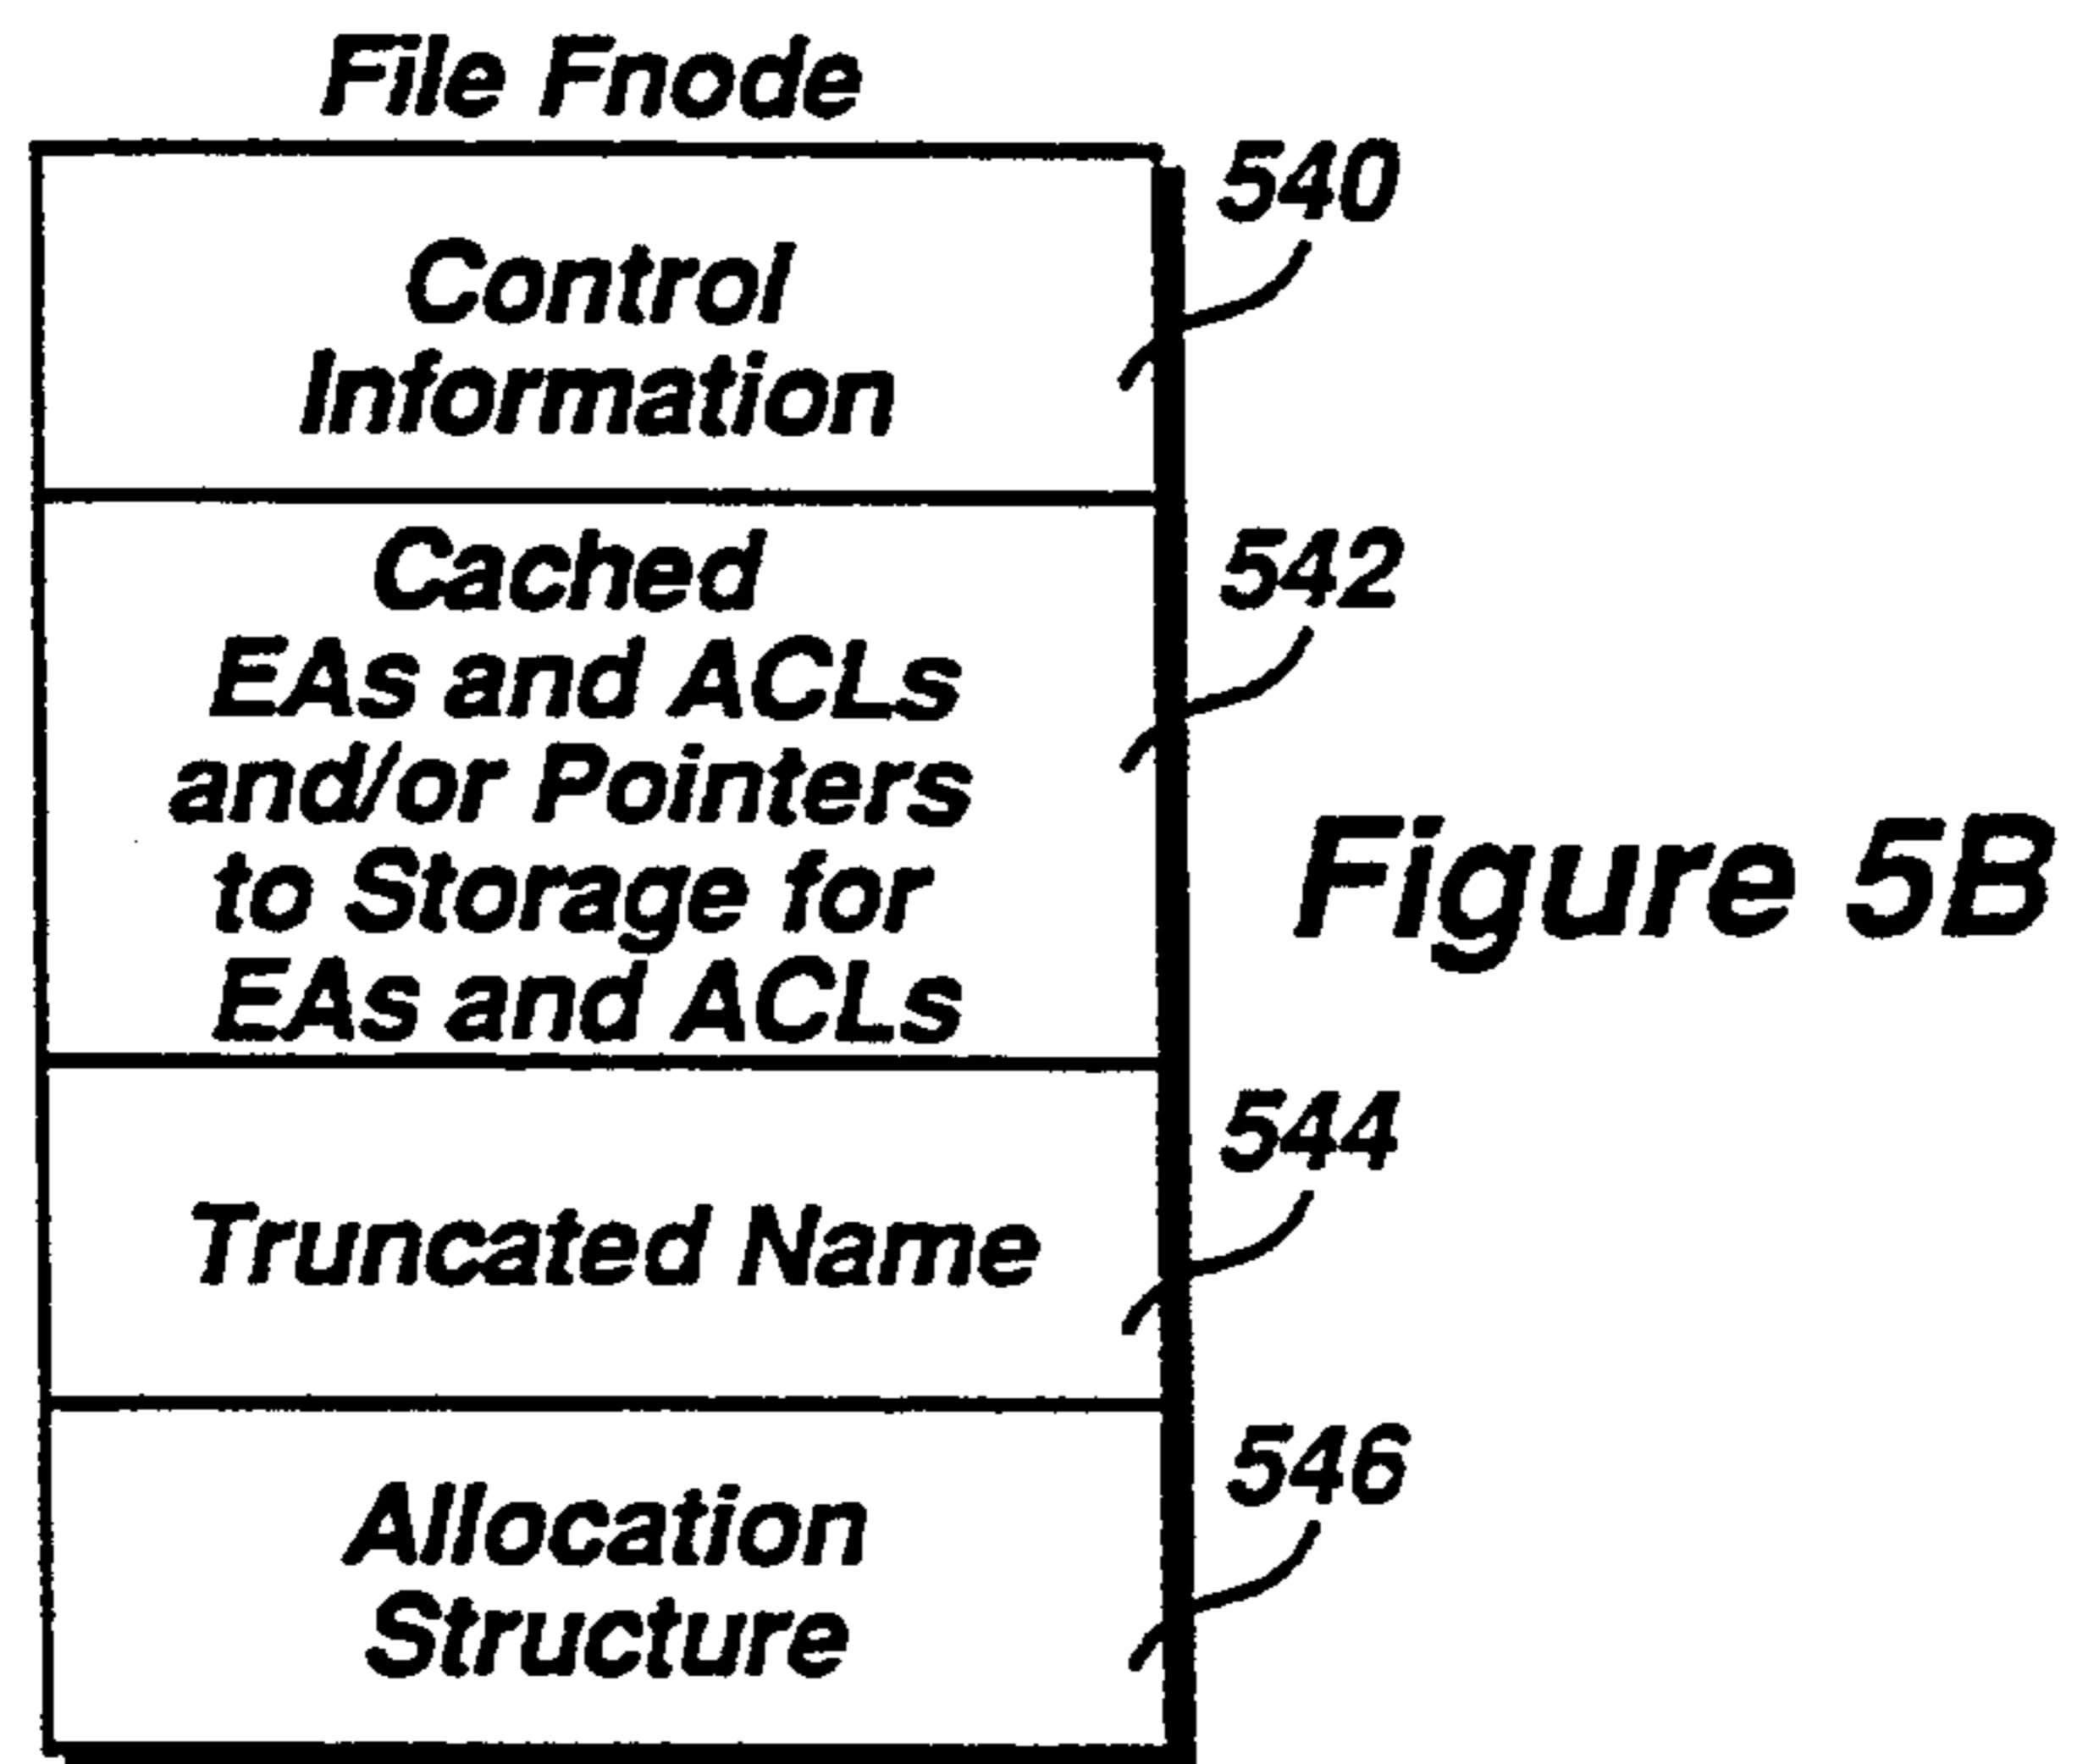 File Fnode
540
Control
Information
542
Cached
EAs and ACLs
and/or Pointers
to Storage for
EAs and ACLs
Figure 5B
544
Truncated Name
546
Allocation
Structure